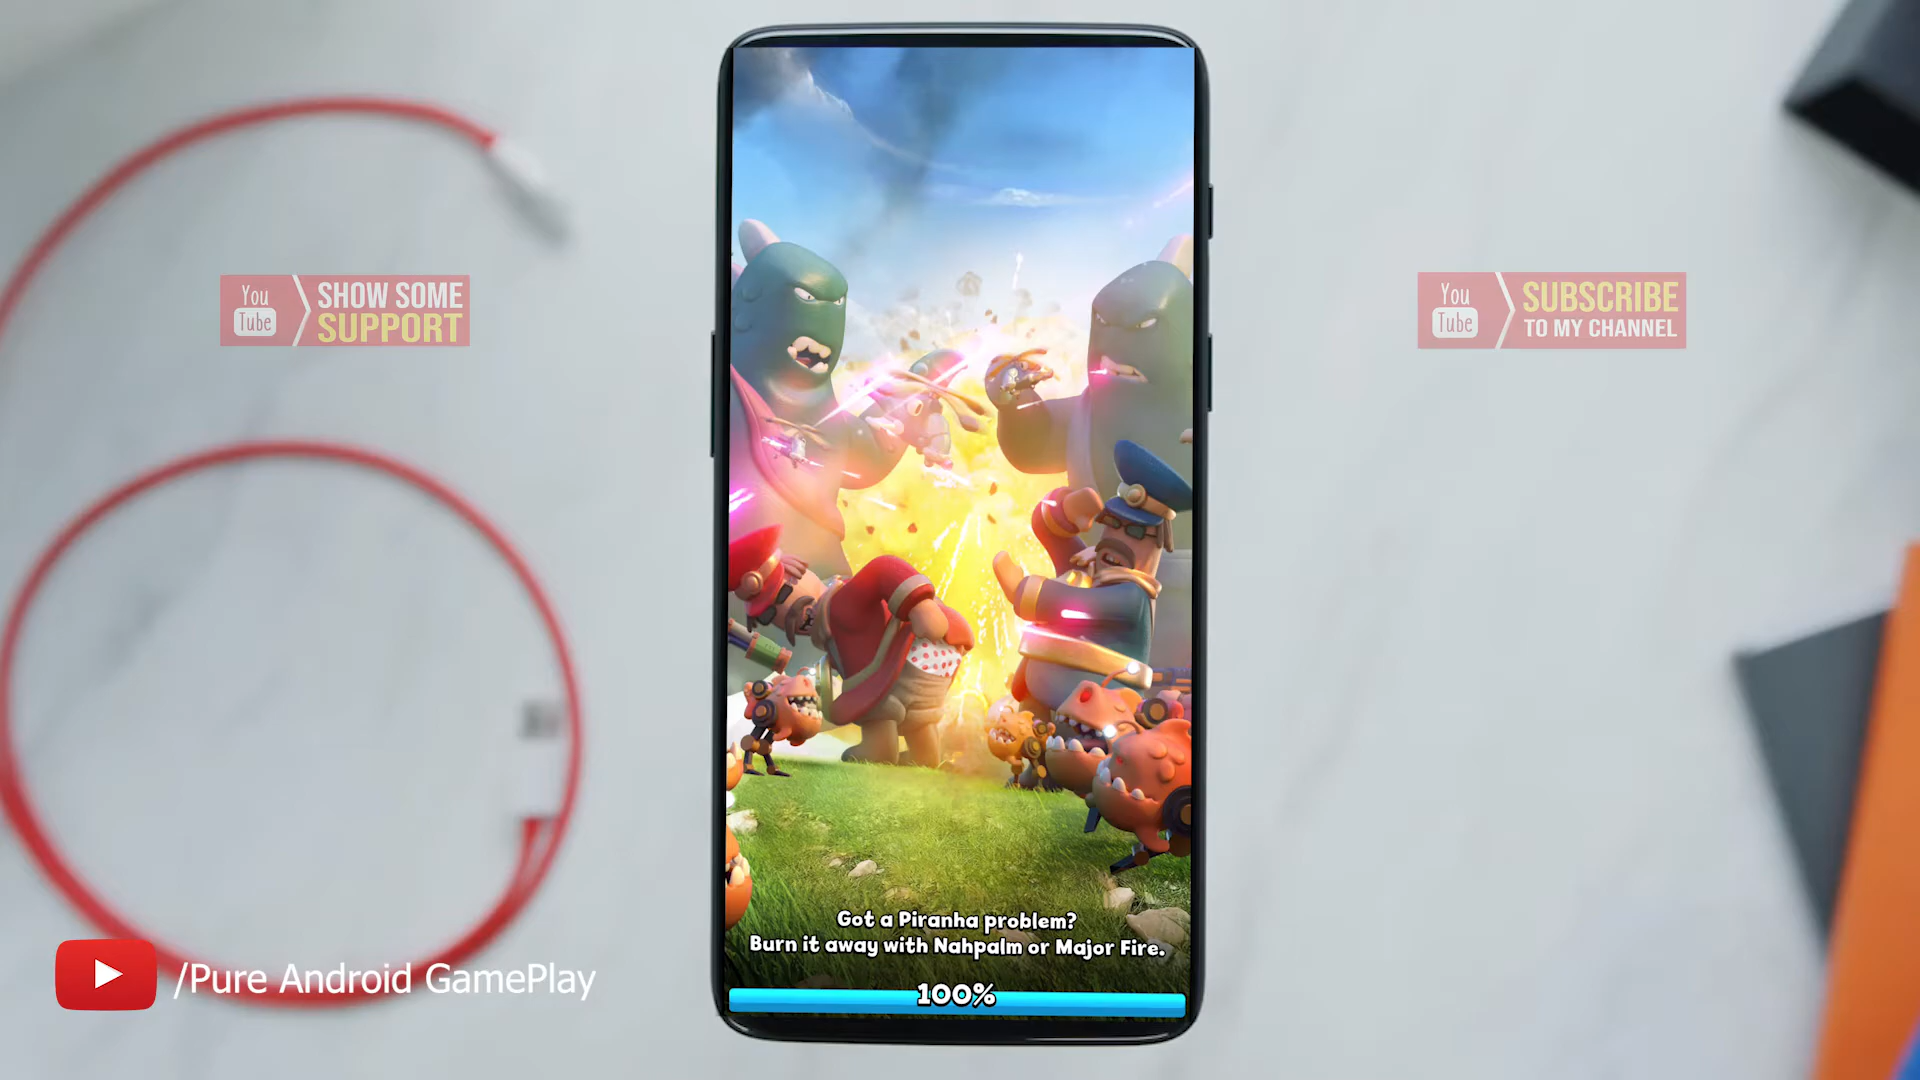 You
Tube
SHOW SOME
SUPPORT
You
Tube
SUBSCRIBE
TO MY CHANNEL
Got a Piranha problem?
Burn it away with Nahpalm or Major Fire.
100%
/Pure Android GamePlay